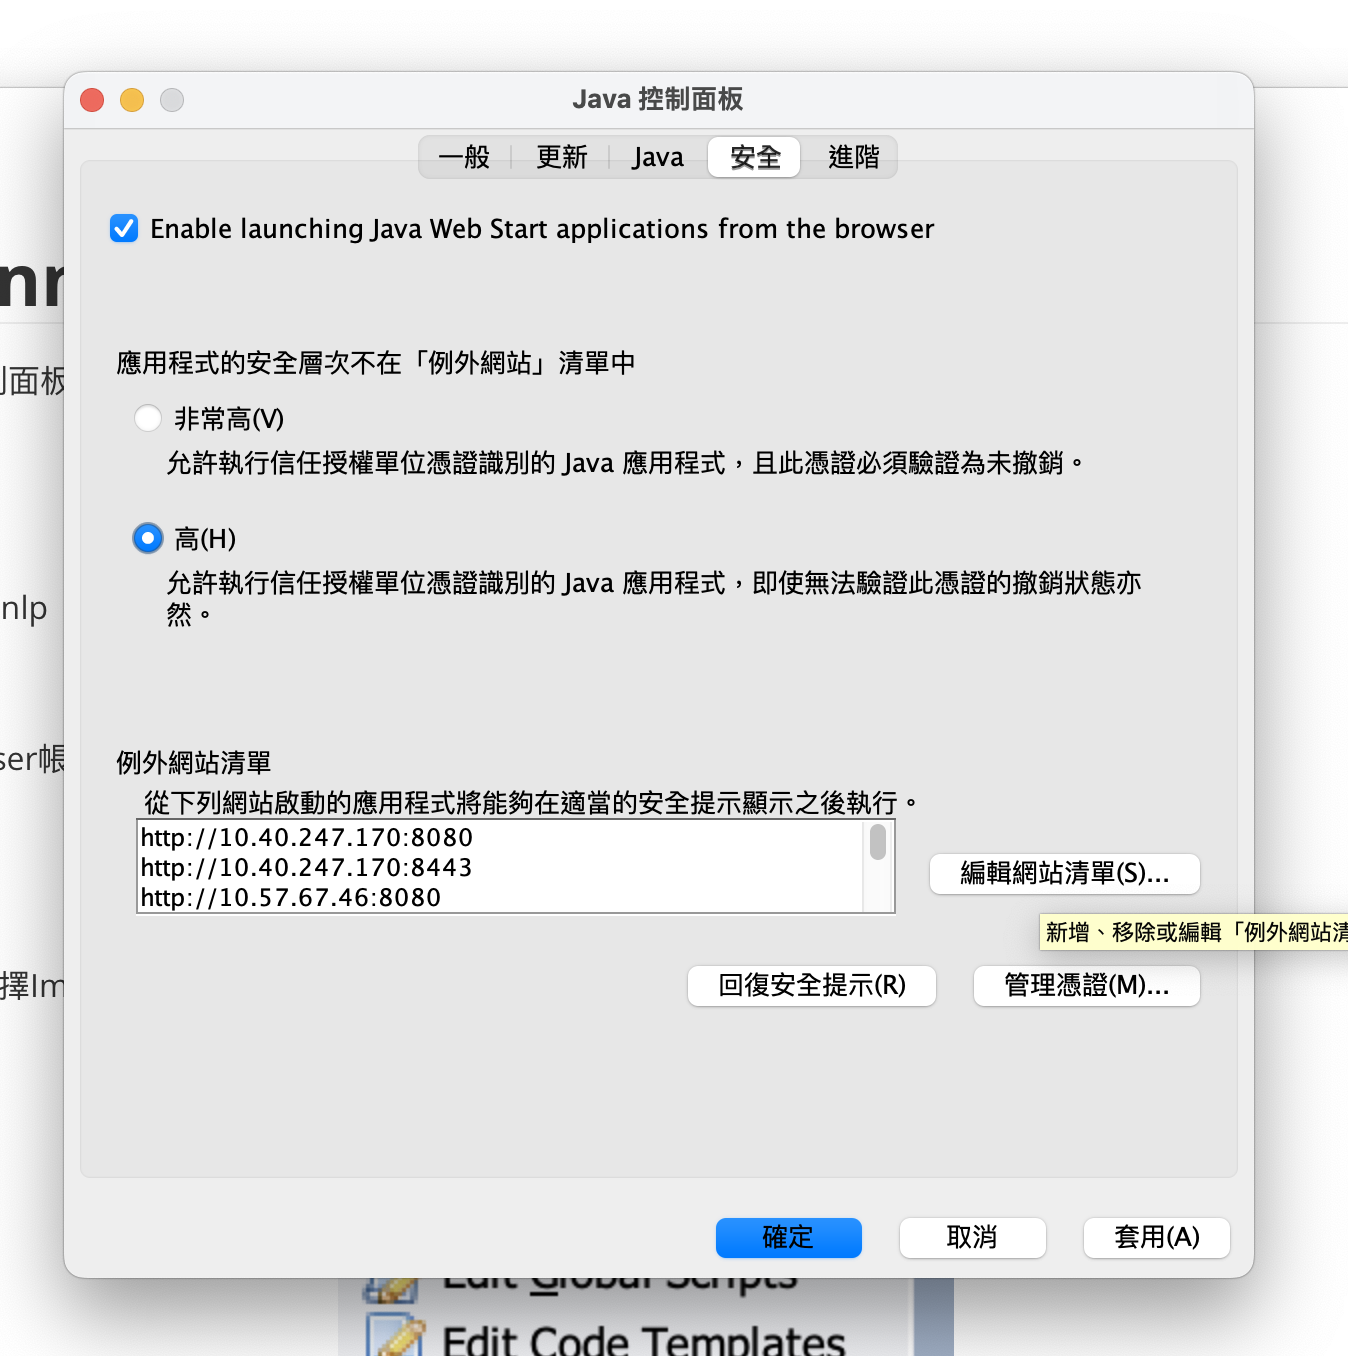 Java 控制面板
一般
更新
Java
安全
進階
Enable launching Java Web Start applications from the browser
應用程式的安全層次不在「例外網站」清單中
非常高(V)
允許執行信任授權單位憑證識別的 Java 應用程式，且此憑證必須驗證為未撤銷。
高(H)
允許執行信任授權單位憑證識別的 Java 應用程式，即使無法驗證此憑證的撤銷狀態亦
然。
面板
nlp
ser帳
擇Im
例外網站清單
從下列網站啟動的應用程式將能夠在適當的安全提示顯示之後執行。
http://10.40.247.170:8080
http://10.40.247.170:8443
http://10.57.67.46:8080
編輯網站清單(S)...
新增、移除或編輯「例外網站清
回復安全提示(R)
管理憑證(M)...
確定
取消
套用(A)
Edit Global Scripts
Edit Code Templates